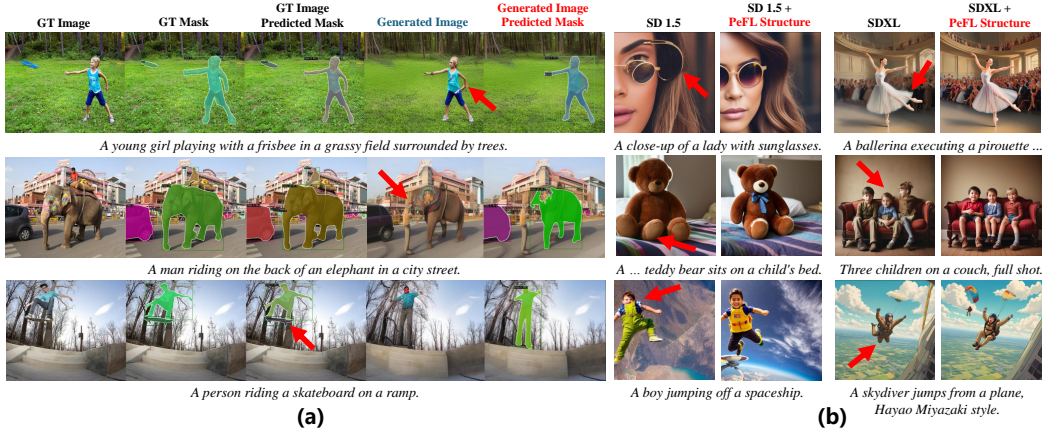 GT Image
GT Mask
GT Image
Predicted Mask
Generated Image
Generated Image
Predicted Mask
SD 1.5
SD 1.5 +
PeFL Structure
SDXL
SDXL +
PeFL Structure
A young girl playing with a frisbee in a grassy field surrounded by trees.
A close-up of a lady with sunglasses.
A ballerina executing a pirouette ...
A man riding on the back of an elephant in a city street.
A ... teddy bear sits on a child's bed.
Three children on a couch, full shot.
A person riding a skateboard on a ramp.
A boy jumping off a spaceship.
A skydiver jumps from a plane,
Hayao Miyazaki style.
(a)
(b)